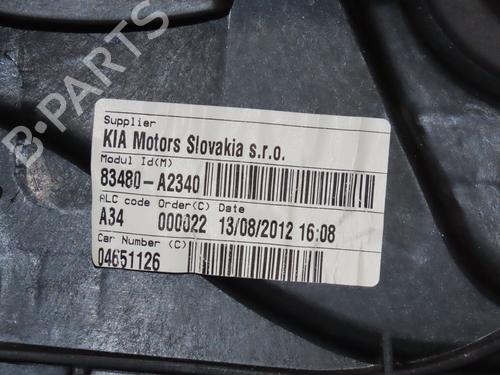 B-PARTS
Supplier
KIA Motors Slovakia s.r.o.
Modul Id(M)
83480-A2340
ALC code Order(C) Date
A34 000022 13/08/2012 16:08
Car Number (C)
04651126